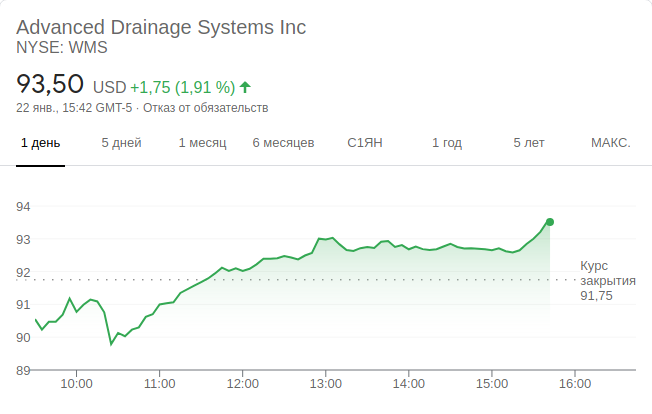 Advanced Drainage Systems Inc
NYSE: WMS
93,50 USD +1,75 (1,91 %)
22 янв., 15:42 GMT-5 · Отказ от обязательств
1 день 5 дней 1 месяц 6 месяцев С1ЯН 1 год 5 лет МАКС.
94
93
92
91
90
89
Курс
закрытия
91,75
10:00 11:00 12:00 13:00 14:00 15:00 16:00